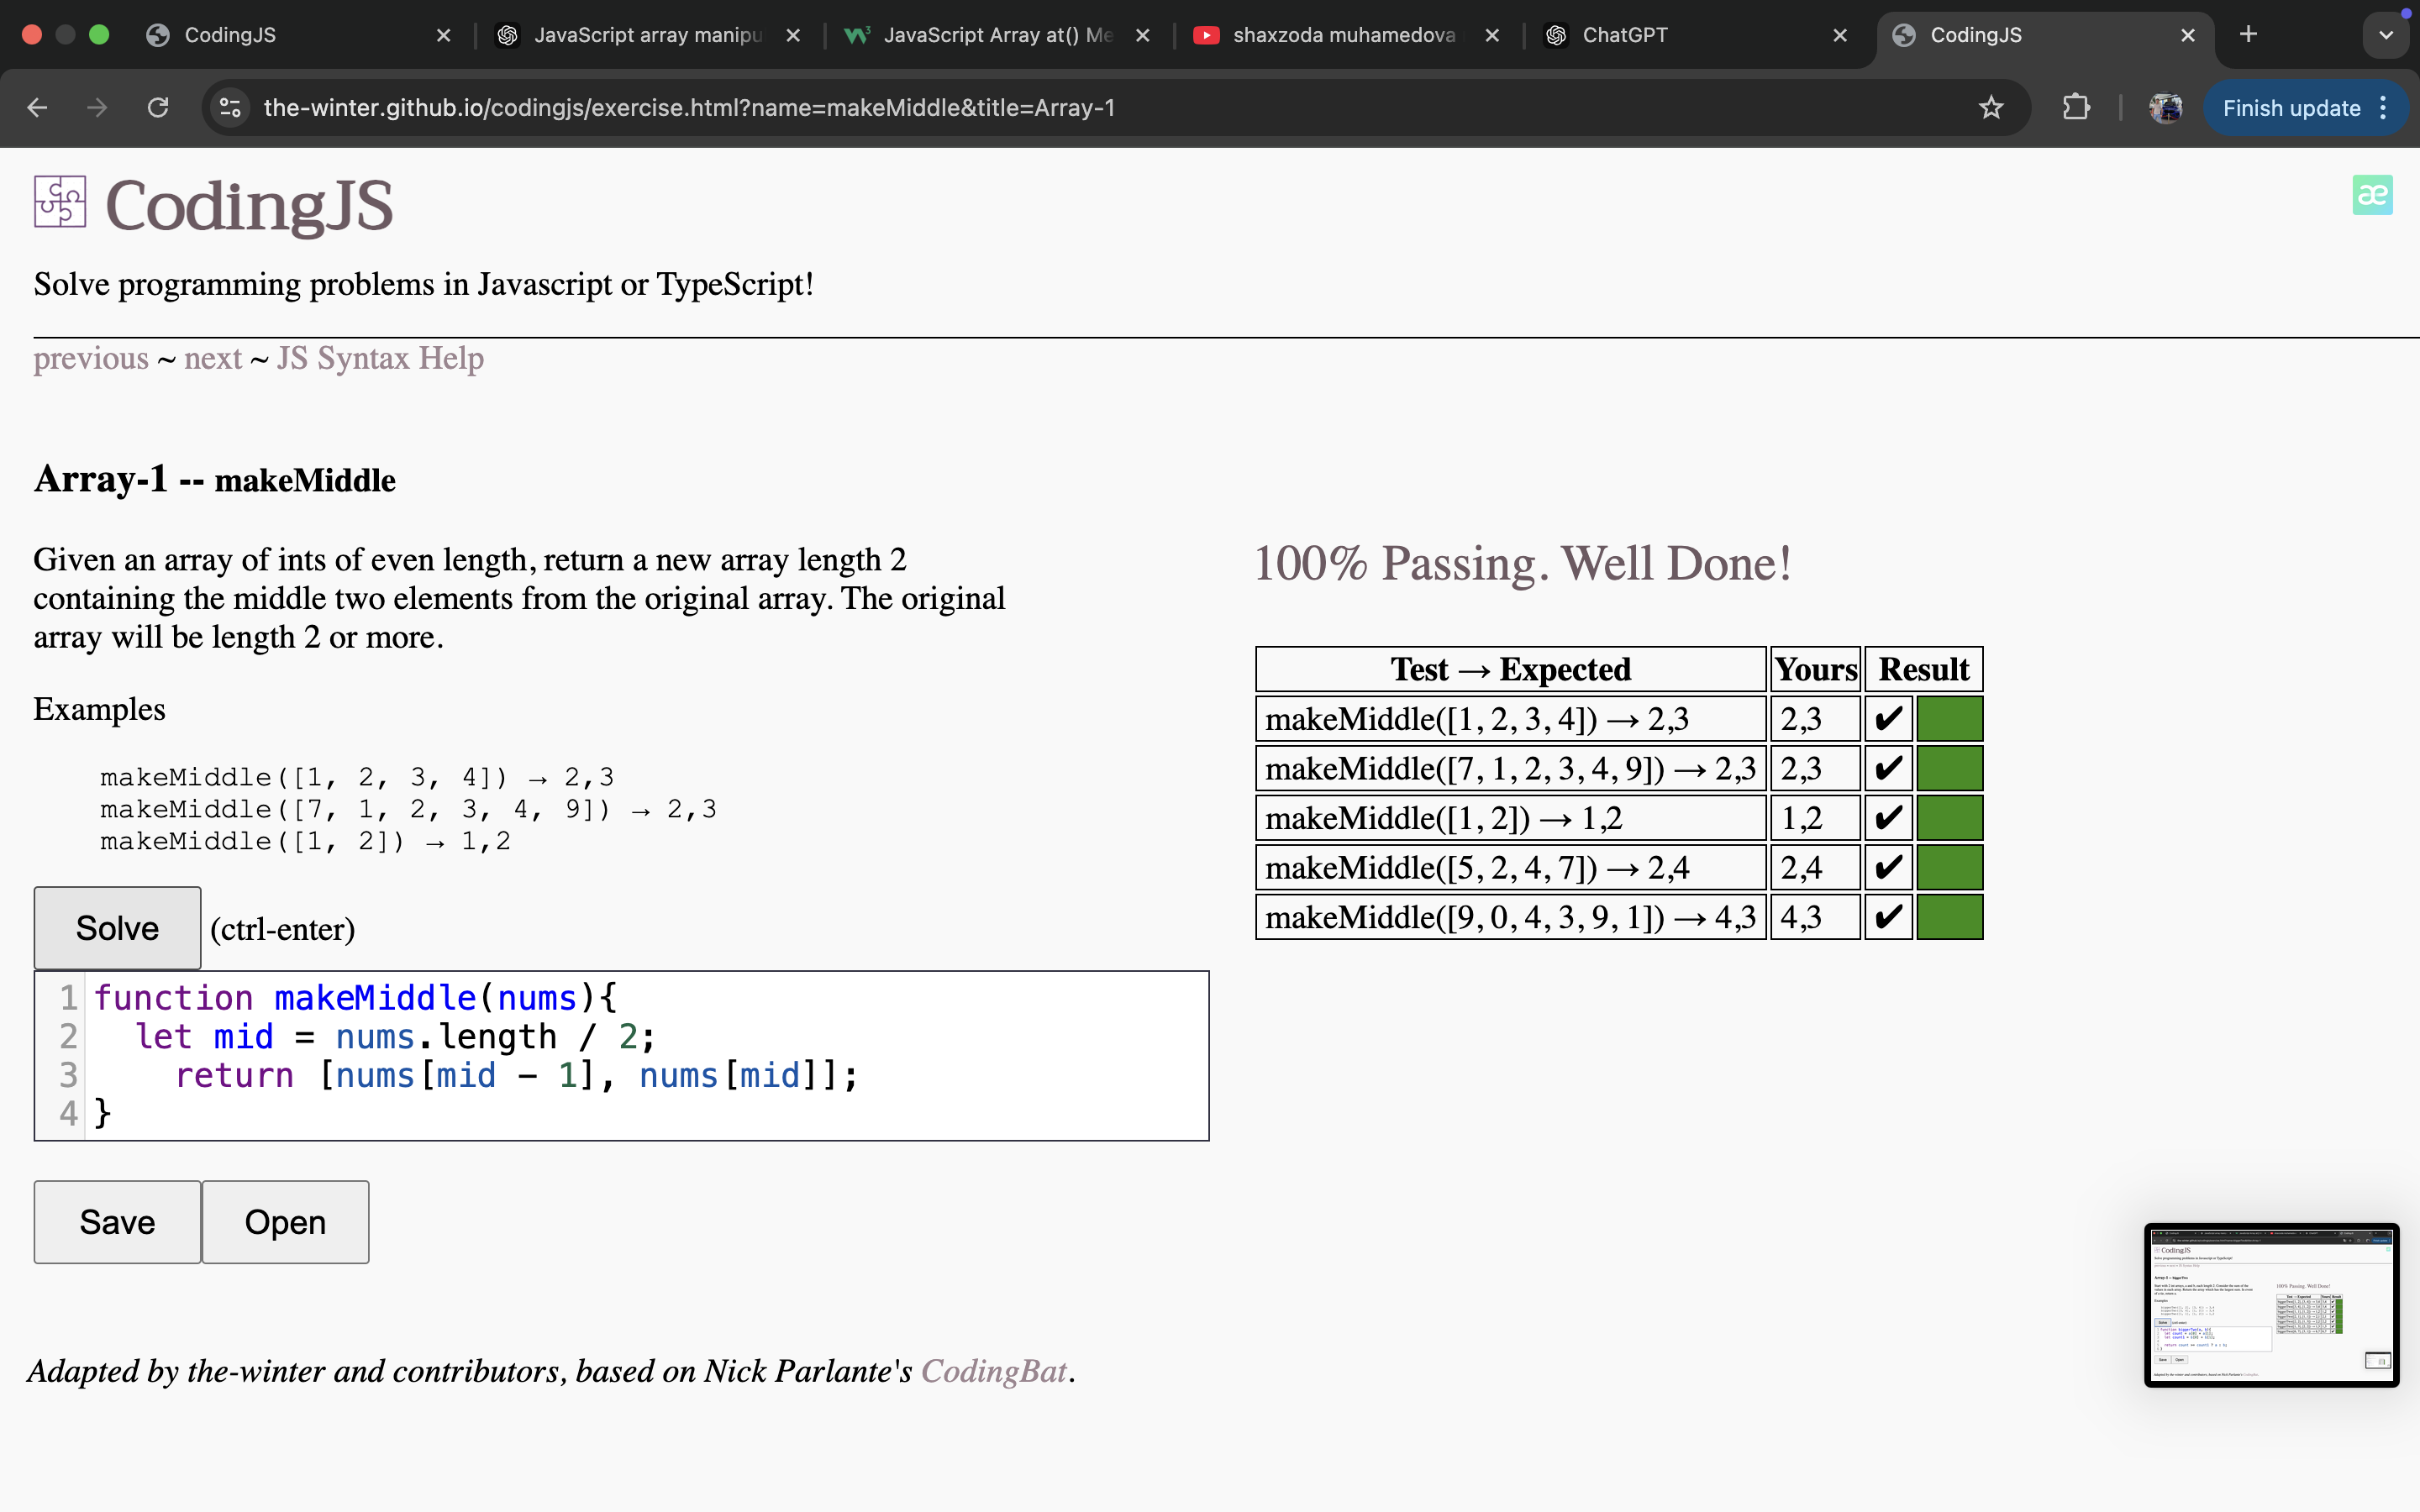 CodingJS
JavaScript array manipu
JavaScript Array at() Me
shaxzoda muhamedova
ChatGPT
CodingJS
the-winter.github.io/codingjs/exercise.html?name=makeMiddle&title=Array-1
Finish update
CodingJS
æ
Solve programming problems in Javascript or TypeScript!
previous ~ next ~ JS Syntax Help
Array-1 -- makeMiddle
Given an array of ints of even length, return a new array length 2
containing the middle two elements from the original array. The original
array will be length 2 or more.
Examples
makeMiddle([1, 2, 3, 4]) → 2,3
makeMiddle([7, 1, 2, 3, 4, 9]) → 2,3
makeMiddle([1, 2]) → 1,2
Solve (ctrl-enter)
1 function makeMiddle(nums){
2 let mid = nums.length / 2;
3 return [nums[mid - 1], nums[mid]];
4 }
Save Open
100% Passing. Well Done!
Test → Expected Yours Result
makeMiddle([1, 2, 3, 4]) → 2,3 2,3 ✔
makeMiddle([7, 1, 2, 3, 4, 9]) → 2,3 2,3 ✔
makeMiddle([1, 2]) → 1,2 1,2 ✔
makeMiddle([5, 2, 4, 7]) → 2,4 2,4 ✔
makeMiddle([9, 0, 4, 3, 9, 1]) → 4,3 4,3 ✔
Adapted by the-winter and contributors, based on Nick Parlante's CodingBat.
CodingJS
100% Passing. Well Done!